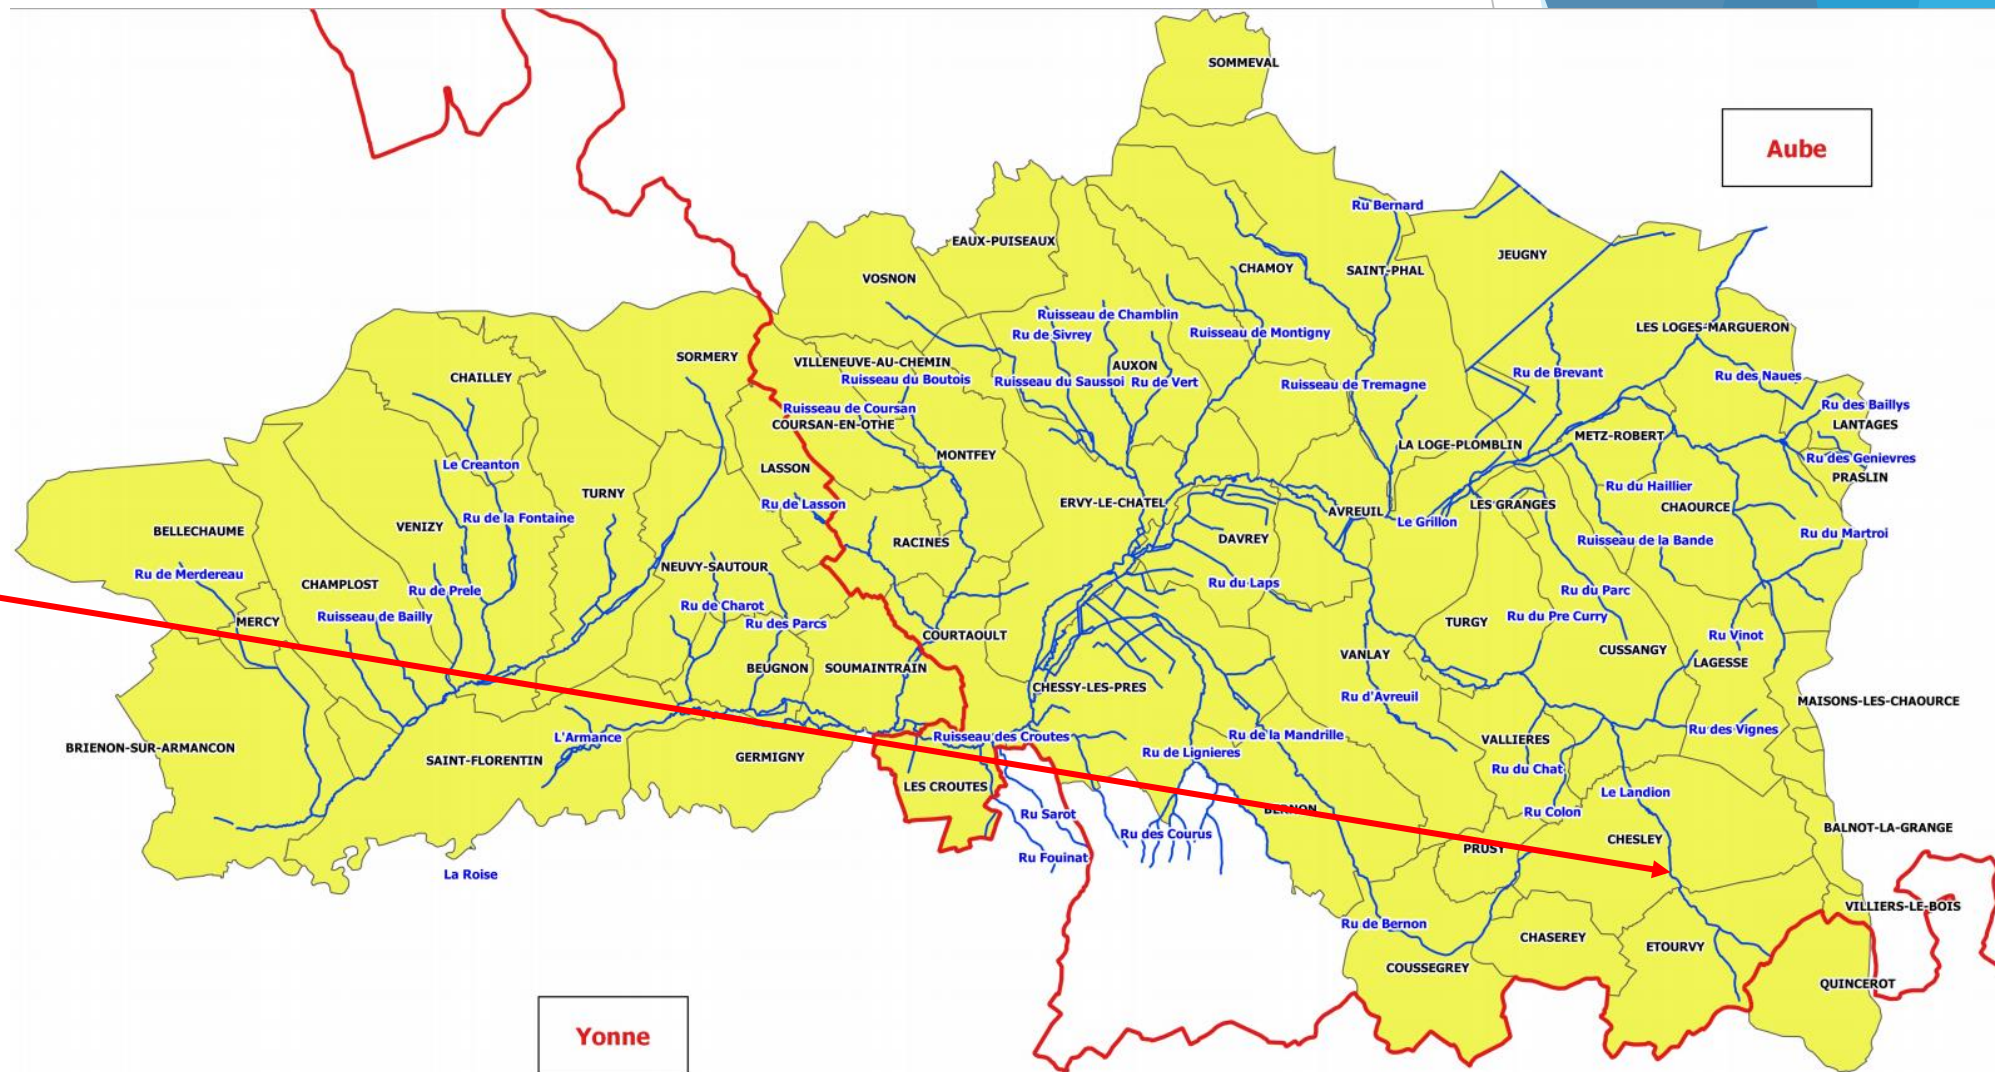 SOMMEVAL
Aube
Ru Bernard
EAUX-PUISEAUX
JEUGNY
CHAMOY
SAINT-PHAL
VOSNON
Ruisseau de Chamblin
LES LOGES-MARGUERON
Ru de Sivrey
Ruisseau de Montigny
SORMERY
VILLENEUVE-AU-CHEMIN
AUXON
Ru de Brevant
Ru des Naues
CHAILLEY
Ruisseau du Boutois
Ruisseau du Saussoi
Ru de Vert
Ruisseau de Tremagne
Ru des Baillys
Ruisseau de Coursan
COURSAN-EN-OTHE
LANTAGES
METZ-ROBERT
LA LOGE-PLOMBLIN
MONTFEY
Ru des Genievres
Le Creanton
LASSON
PRASLIN
Ru du Haillier
TURNY
Ru de Lasson
ERVY-LE-CHATEL
LES GRANGES
CHAOURCE
AVREUIL
Le Grillon
Ru de la Fontaine
VENIZY
BELLECHAUME
Ru du Martroi
RACINES
DAVREY
Ruisseau de la Bande
NEUVY-SAUTOUR
Ru de Merdereau
CHAMPLOST
Ru de Prele
Ru du Laps
Ru du Parc
Ru de Charot
Ruisseau de Bailly
Ru du Pre Curry
MERCY
Ru des Parcs
TURGY
COURTAOULT
Ru Vinot
CUSSANGY
VANLAY
LAGESSE
BEUGNON
SOUMAINTRAIN
CHESSY-LES-PRES
Ru d'Avreuil
MAISONS-LES-CHAOURCE
Ru des Vignes
L'Armance
Ruisseau des Croutes
Ru de la Mandrille
VALLIERES
BRIENON-SUR-ARMANCON
Ru de Lignieres
GERMIGNY
SAINT-FLORENTIN
Ru du Chat
LES CROUTES
Le Landion
BERNON
Ru Sarot
Ru Colon
BALNOT-LA-GRANGE
Ru des Courus
CHESLEY
PRUSY
Ru Fouinat
La Roise
VILLIERS-LE-BOIS
Ru de Bernon
CHASEREY
ETOURVY
COUSSEGREY
QUINCEROT
Yonne